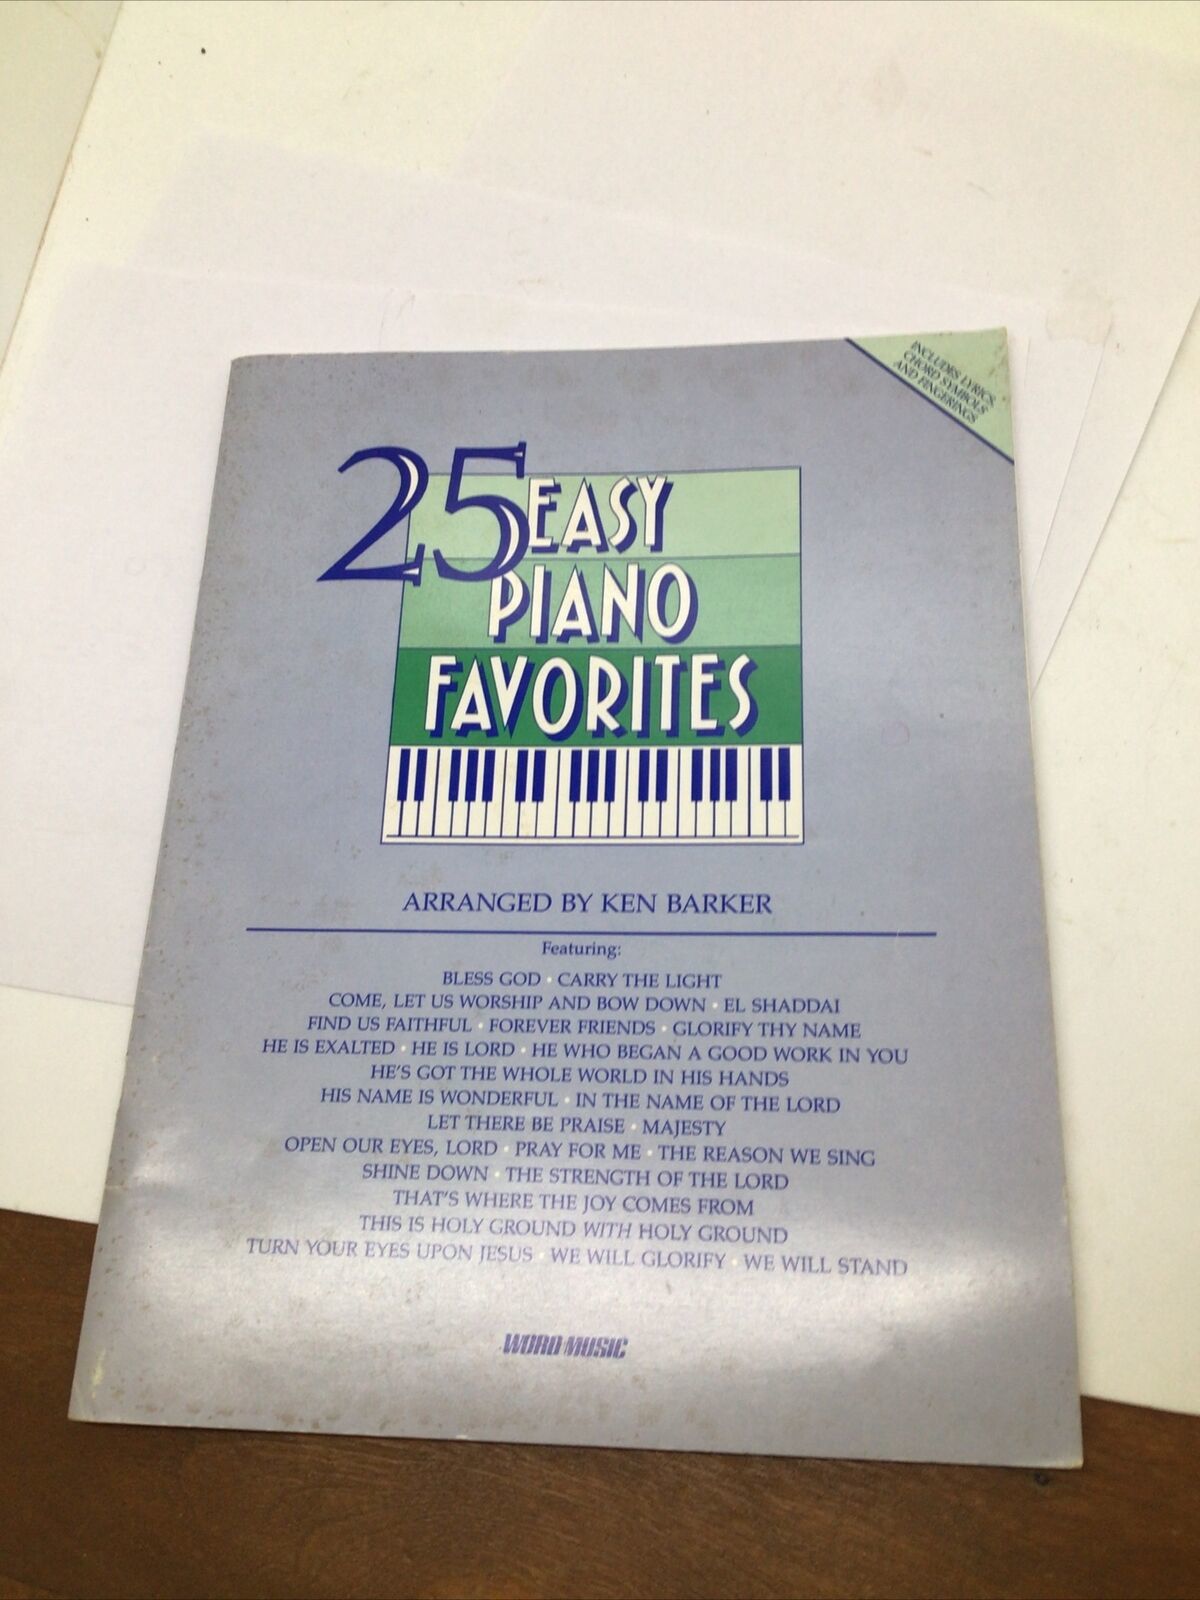 INCLUDES LYRICS,
CHORD SYMBOLS
AND FINGERINGS
25 EASY
PIANO
FAVORITES
ARRANGED BY KEN BARKER
Featuring:
BLESS GOD • CARRY THE LIGHT
COME, LET US WORSHIP AND BOW DOWN • EL SHADDAI
FIND US FAITHFUL • FOREVER FRIENDS • GLORIFY THY NAME
HE IS EXALTED • HE IS LORD • HE WHO BEGAN A GOOD WORK IN YOU
HE'S GOT THE WHOLE WORLD IN HIS HANDS
HIS NAME IS WONDERFUL • IN THE NAME OF THE LORD
LET THERE BE PRAISE • MAJESTY
OPEN OUR EYES, LORD • PRAY FOR ME • THE REASON WE SING
SHINE DOWN • THE STRENGTH OF THE LORD
THAT'S WHERE THE JOY COMES FROM
THIS IS HOLY GROUND WITH HOLY GROUND
TURN YOUR EYES UPON JESUS • WE WILL GLORIFY • WE WILL STAND
WORD MUSIC